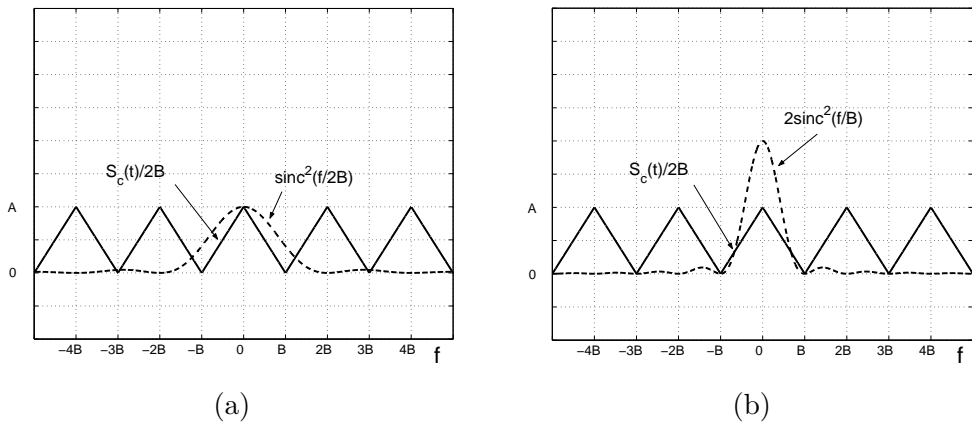 S_c(t)/2B
sinc^2(f/2B)
A
0
−4B −3B −2B −B 0 B 2B 3B 4B f
(a)
2sinc^2(f/B)
S_c(t)/2B
A
0
−4B −3B −2B −B 0 B 2B 3B 4B f
(b)